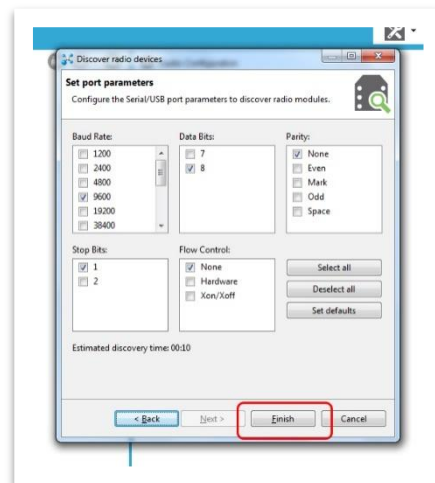 Discover radio devices
Set port parameters
Configure the Serial/USB port parameters to discover radio modules.
Baud Rate:
1200
2400
4800
9600
19200
38400
Data Bits:
7
8
Parity:
None
Even
Mark
Odd
Space
Stop Bits:
1
2
Flow Control:
None
Hardware
Xon/Xoff
Select all
Deselect all
Set defaults
Estimated discovery time: 00:10
< Back
Next >
Finish
Cancel